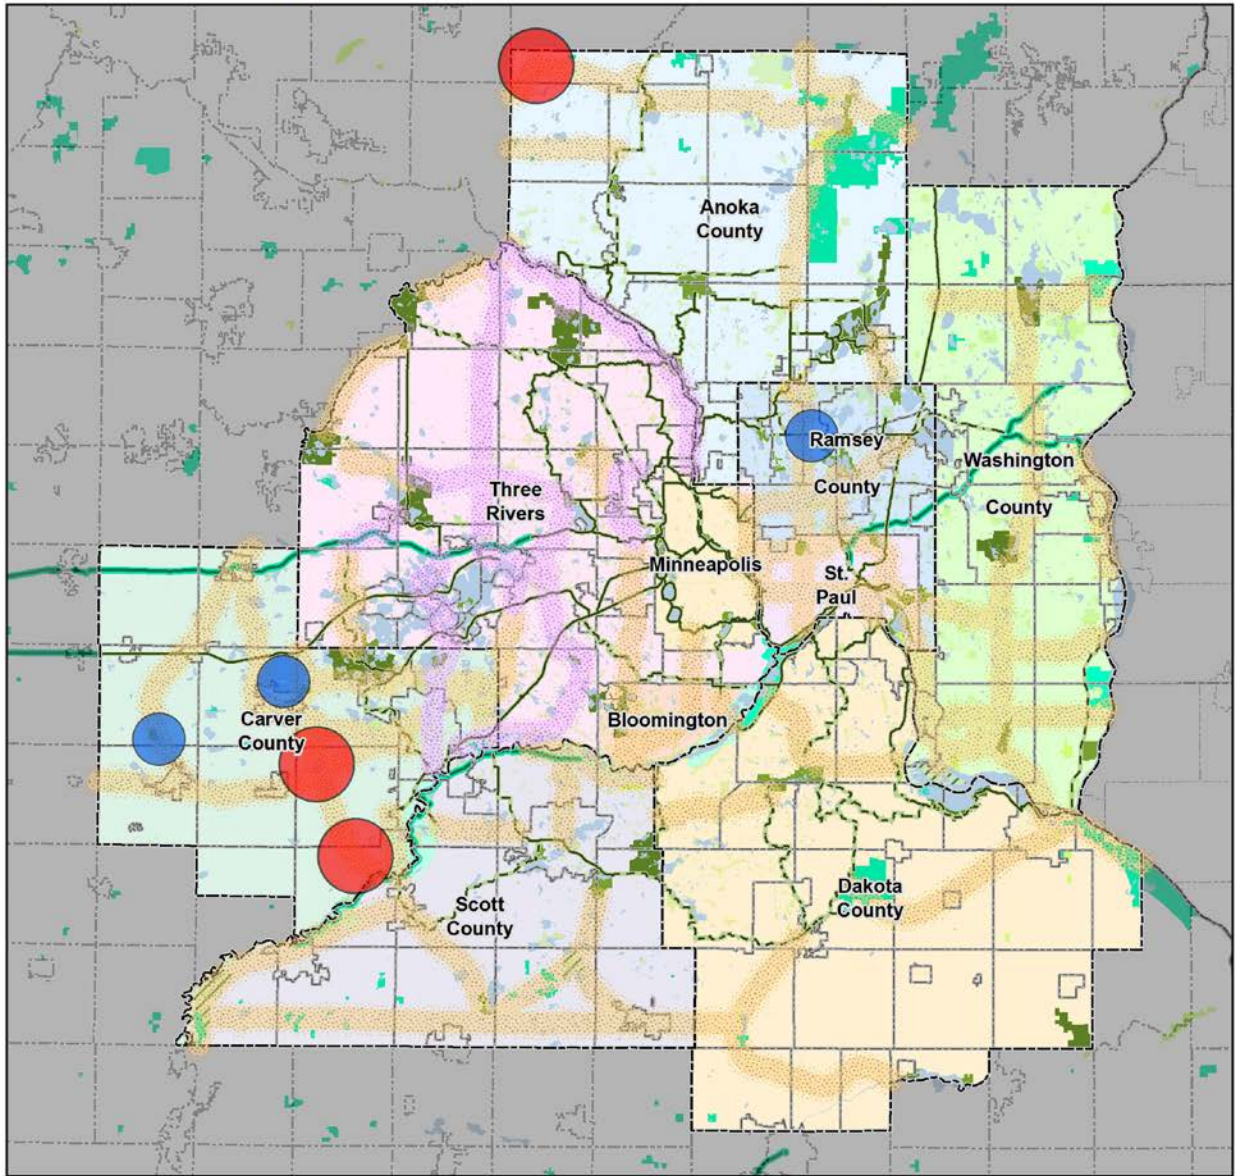 Anoka
County
Ramsey
County
Washington
County
Three
Rivers
Minneapolis
St.
Paul
Carver
County
Bloomington
Scott
County
Dakota
County